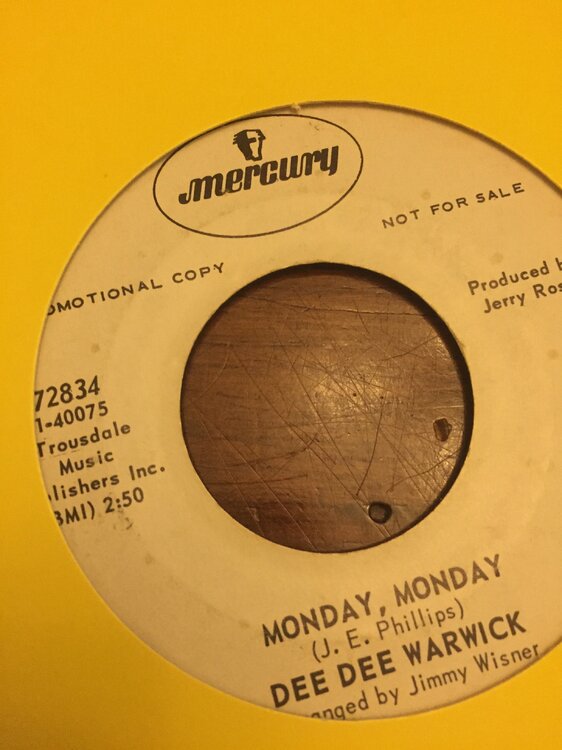 mercury
NOT FOR SALE
OMOTIONAL COPY
Produced b
Jerry Ros
72834
1-40075
Trousdale
Music
lishers Inc.
BMI) 2:50
MONDAY, MONDAY
(J. E. Phillips)
DEE DEE WARWICK
anged by Jimmy Wisner